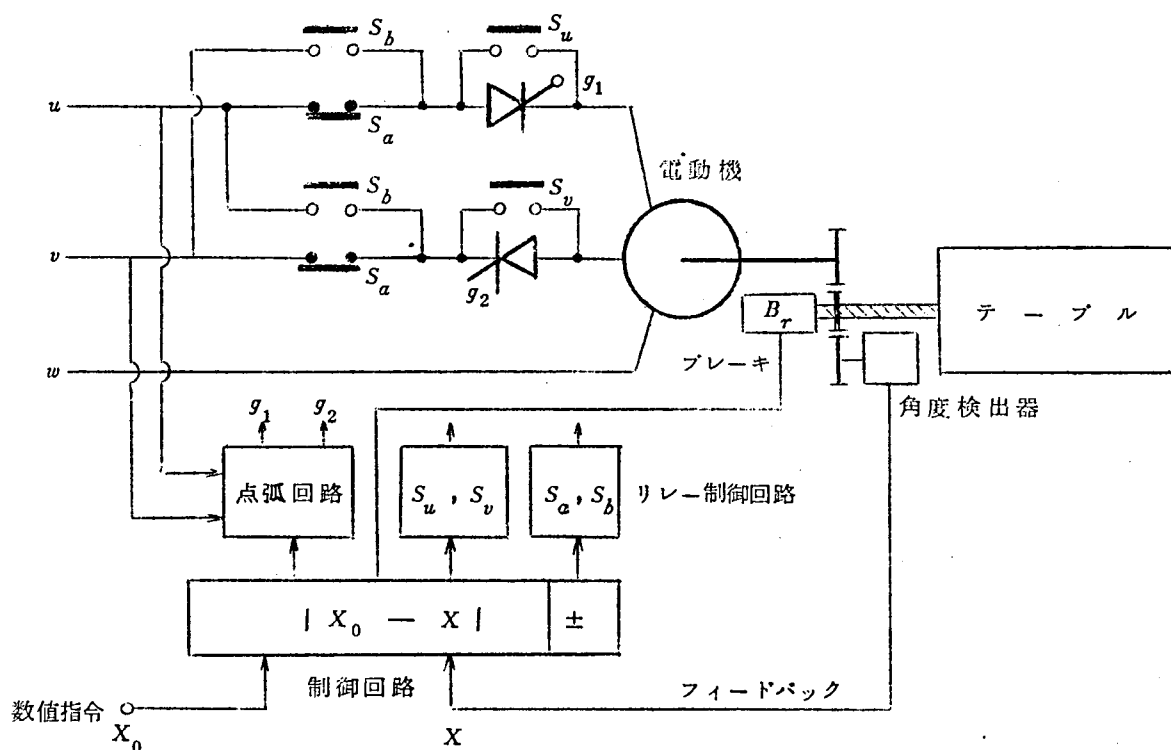 S_b
S_u
g_1
u
S_a
電動機
S_b
S_v
v
S_a
g_2
B_r
テーブル
w
ブレーキ
角度検出器
g_1 g_2
点弧回路
S_u , S_v
S_a , S_b
リレー制御回路
| X_0 — X |
±
制御回路
フィードバック
数値指令
X_0
X